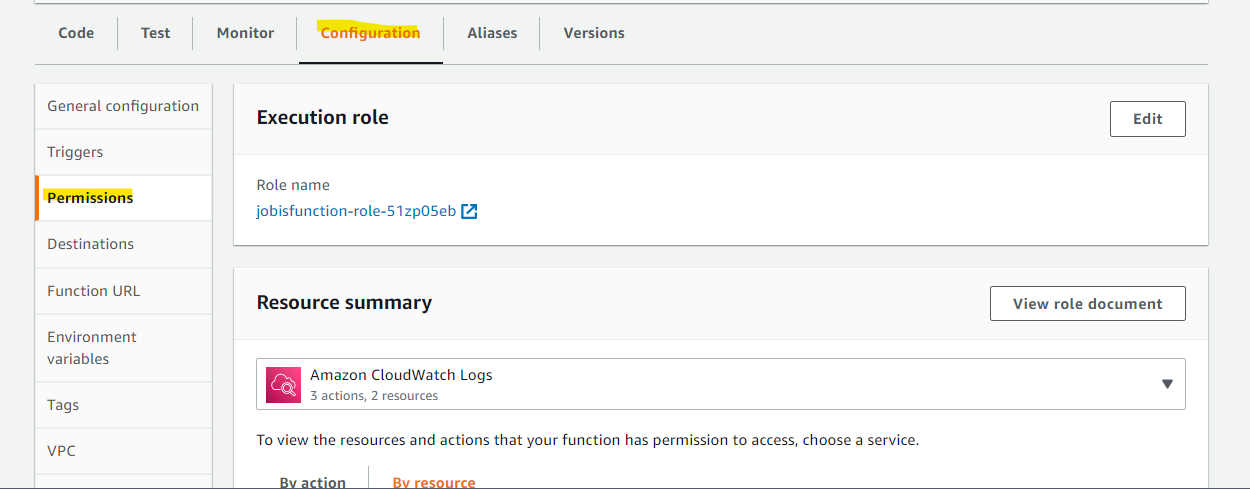 Code Test Monitor Configuration Aliases Versions
General configuration
Triggers
Permissions
Destinations
Function URL
Environment
variables
Tags
VPC
Execution role
Edit
Role name
jobisfunction-role-51zp05eb
Resource summary
View role document
Amazon CloudWatch Logs
3 actions, 2 resources
To view the resources and actions that your function has permission to access, choose a service.
By action By resource